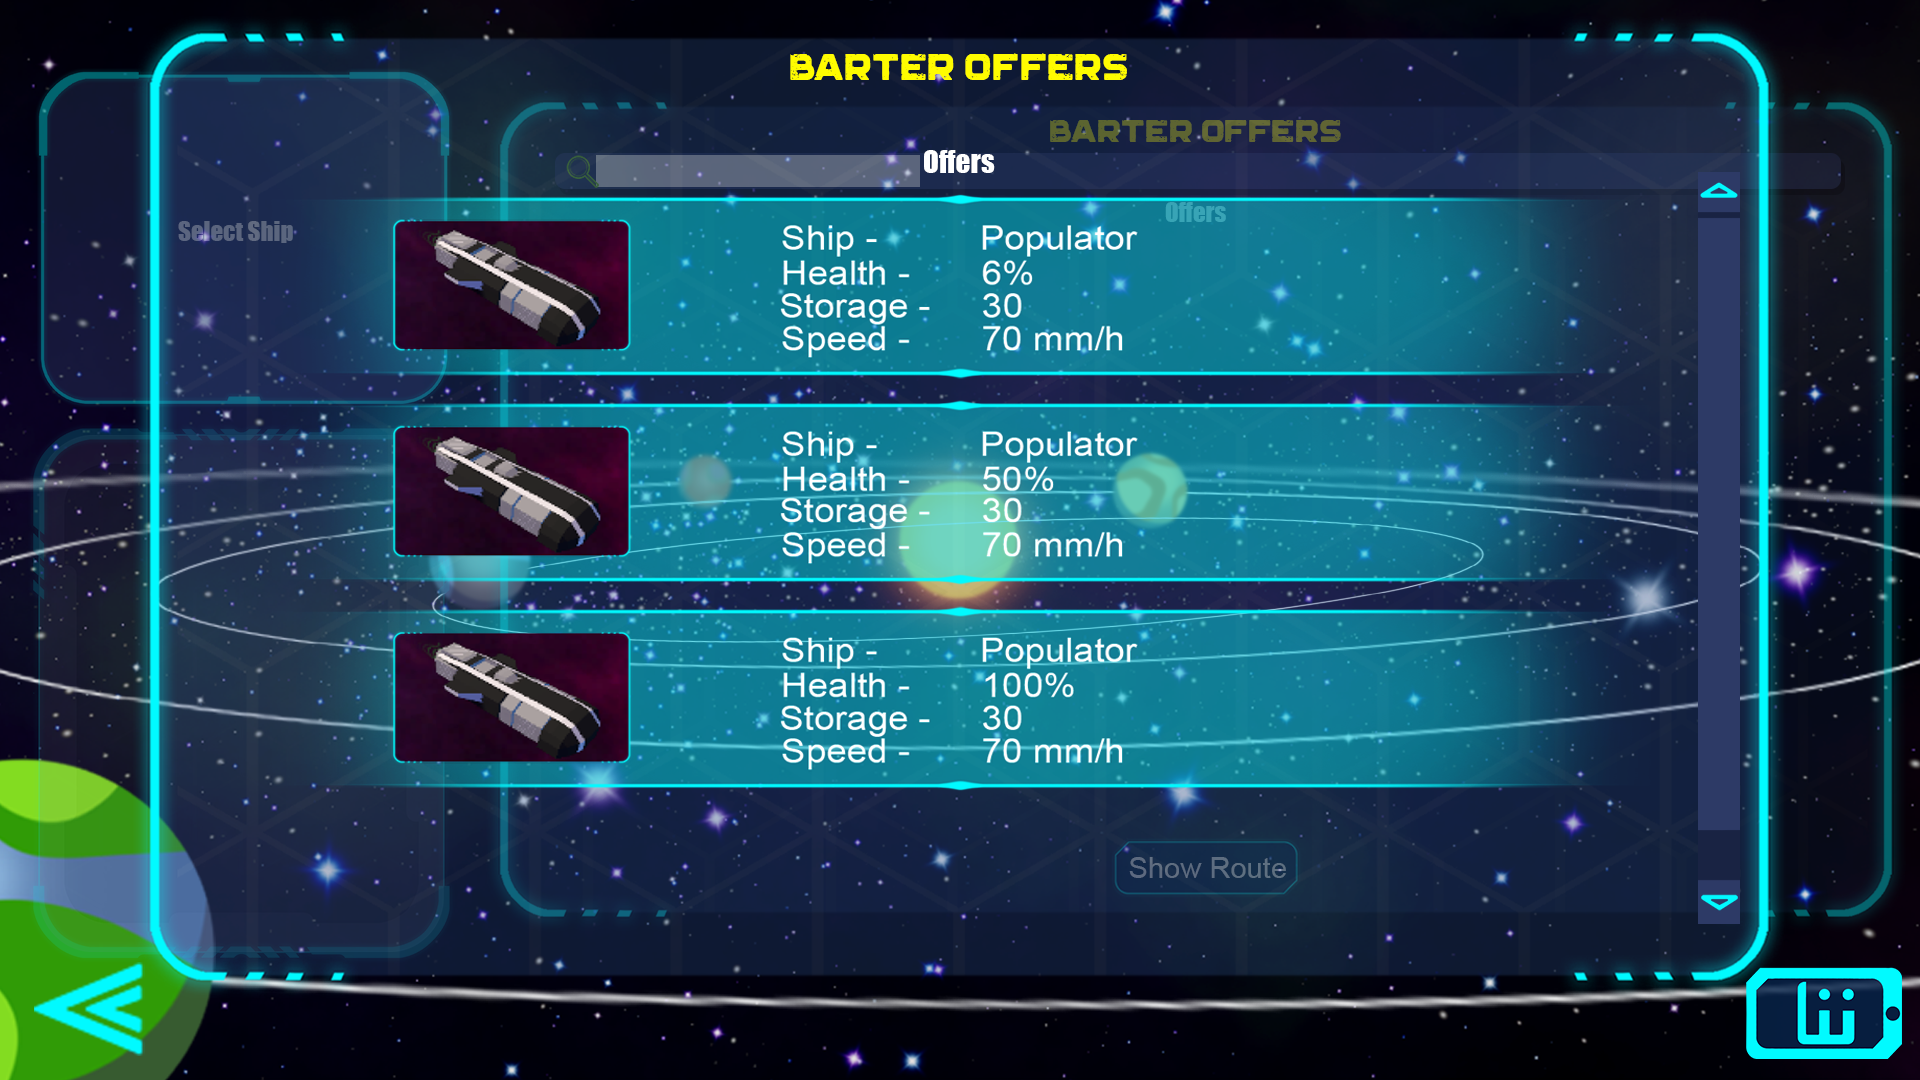 BARTER OFFERS
BARTER OFFERS
Offers
Offers
Select Ship
Ship - Populator
Health - 6%
Storage - 30
Speed - 70 mm/h
Ship - Populator
Health - 50%
Storage - 30
Speed - 70 mm/h
Ship - Populator
Health - 100%
Storage - 30
Speed - 70 mm/h
Show Route